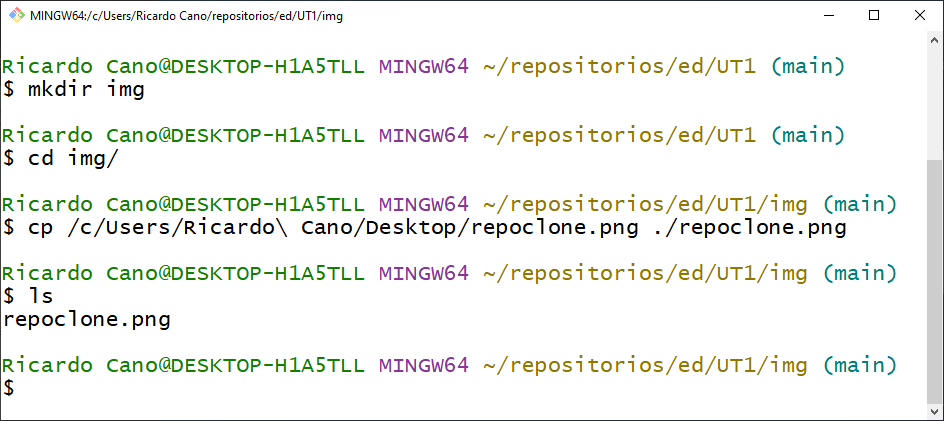 MINGW64:/c/Users/Ricardo Cano/repositorios/ed/UT1/img
Ricardo Cano@DESKTOP-H1A5TLL MINGW64 ~/repositorios/ed/UT1 (main)
$ mkdir img
Ricardo Cano@DESKTOP-H1A5TLL MINGW64 ~/repositorios/ed/UT1 (main)
$ cd img/
Ricardo Cano@DESKTOP-H1A5TLL MINGW64 ~/repositorios/ed/UT1/img (main)
$ cp /c/Users/Ricardo\ Cano/Desktop/repoclone.png ./repoclone.png
Ricardo Cano@DESKTOP-H1A5TLL MINGW64 ~/repositorios/ed/UT1/img (main)
$ ls
repoclone.png
Ricardo Cano@DESKTOP-H1A5TLL MINGW64 ~/repositorios/ed/UT1/img (main)
$